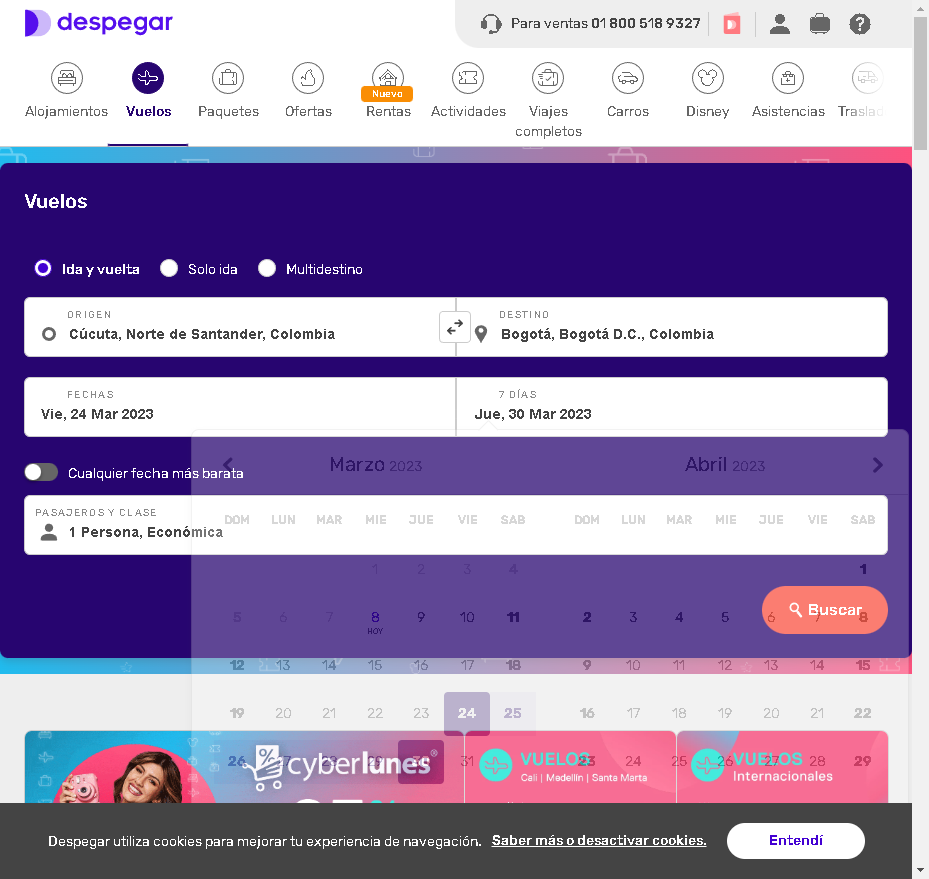 despegar
Para ventas 01 800 518 9327
Alojamientos
Vuelos
Paquetes
Ofertas
Nuevo
Rentas
Actividades
Viajes
completos
Carros
Disney
Asistencias
Traslad
Vuelos
Ida y vuelta
Solo ida
Multidestino
ORIGEN
Cúcuta, Norte de Santander, Colombia
DESTINO
Bogotá, Bogotá D.C., Colombia
FECHAS
Vie, 24 Mar 2023
7 DÍAS
Jue, 30 Mar 2023
Cualquier fecha más barata
Marzo 2023
Abril 2023
PASAJEROS Y CLASE
1 Persona, Económica
DOM LUN MAR MIE JUE VIE SAB
DOM LUN MAR MIE JUE VIE SAB
1 2 3 4
1
5 6 7 8 9 10 11
HOY
2 3 4 5 6 7 8
Buscar
12 13 14 15 16 17 18
9 10 11 12 13 14 15
19 20 21 22 23 24 25
16 17 18 19 20 21 22
26 27 28 29 30 31
23 24 25 26 27 28 29
cyberlunes®
VUELOS
Cali | Medellín | Santa Marta
VUELOS
Internacionales
Despegar utiliza cookies para mejorar tu experiencia de navegación. Saber más o desactivar cookies.
Entendí